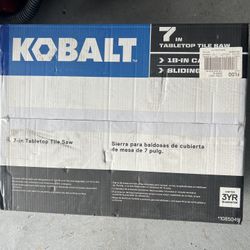 KOBALT
7 IN
TABLETOP TILE SAW
18-IN
SLIDING
7-in Tabletop Tile Saw
Sierra para baldosas de cubierta
de mesa de 7 pulg.
3YR